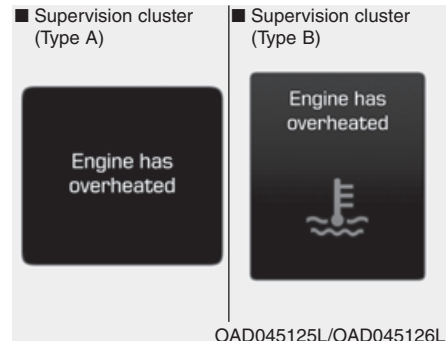 ■ Supervision cluster
(Type A)
Engine has
overheated
■ Supervision cluster
(Type B)
Engine has
overheated
OAD045125L/OAD045126L